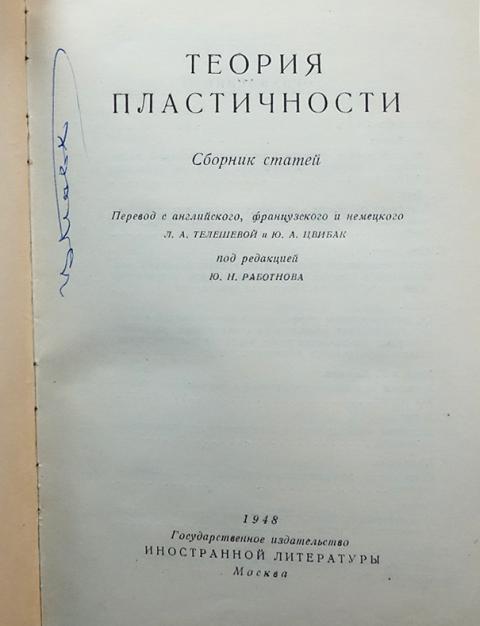 ТЕОРИЯ
ПЛАСТИЧНОСТИ
Сборник статей
Перевод с английского, французского и немецкого
Л. А. ТЕЛЕШЕВОЙ и Ю. А. ЦВИБАК
под редакцией
Ю. Н. РАБОТНОВА
1948
Государственное издательство
ИНОСТРАННОЙ ЛИТЕРАТУРЫ
Москва